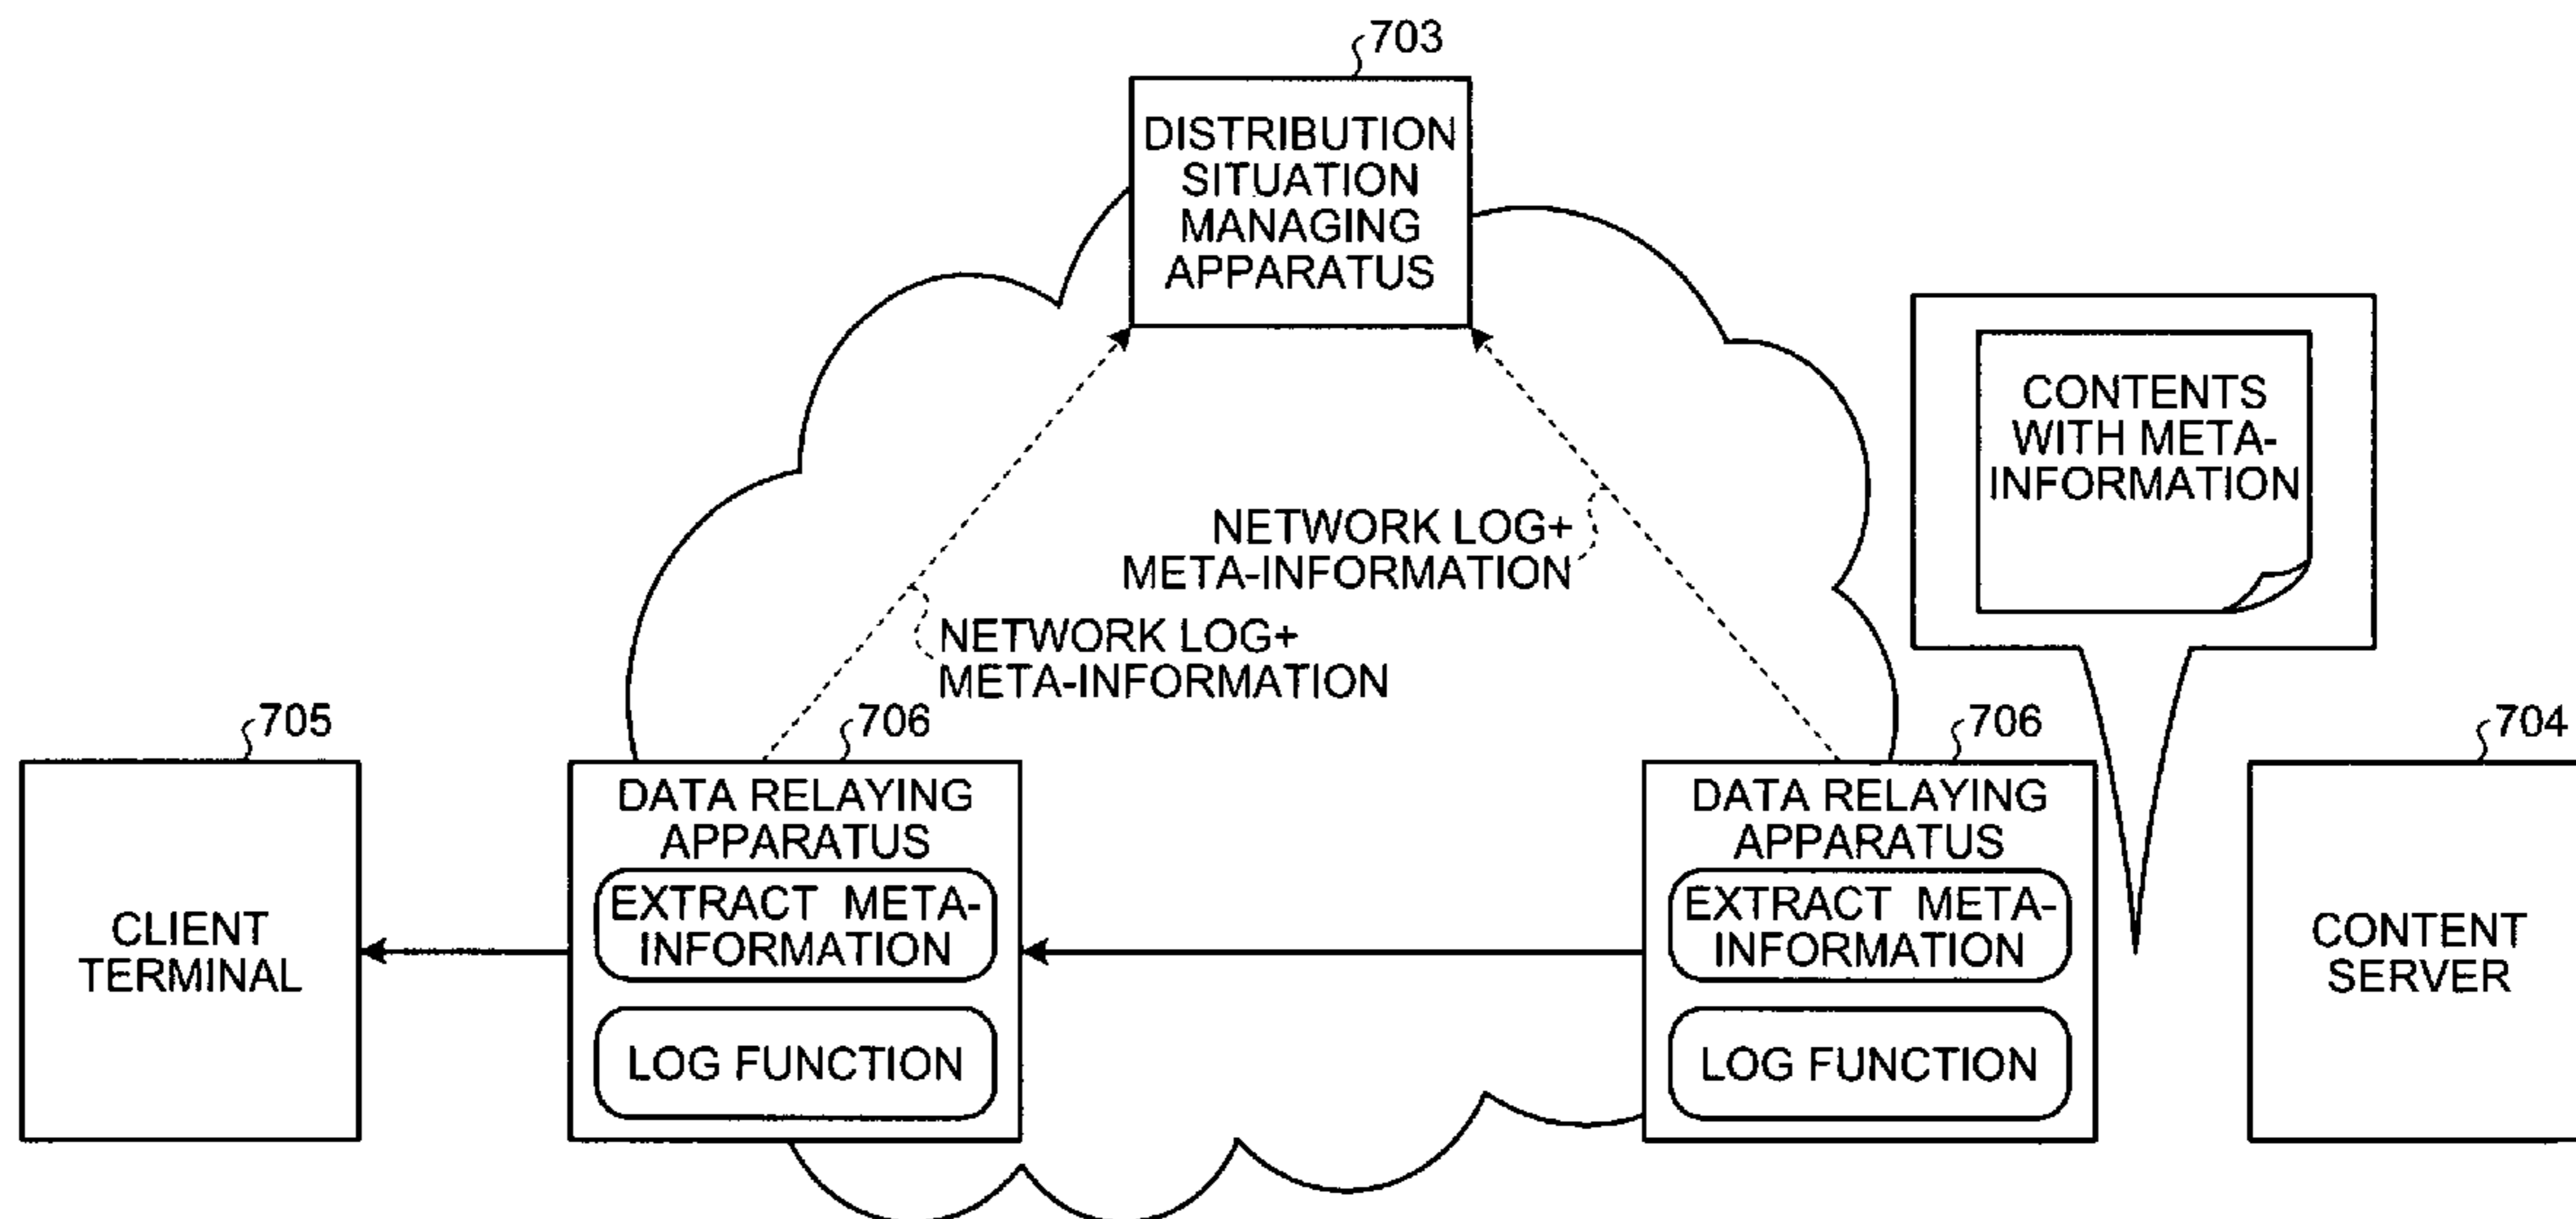 703
DISTRIBUTION
SITUATION
MANAGING
APPARATUS
CONTENTS
WITH META-
INFORMATION
NETWORK LOG+
META-INFORMATION
NETWORK LOG+
META-INFORMATION
705
CLIENT
TERMINAL
706
DATA RELAYING
APPARATUS
EXTRACT META-
INFORMATION
LOG FUNCTION
706
DATA RELAYING
APPARATUS
EXTRACT META-
INFORMATION
LOG FUNCTION
704
CONTENT
SERVER